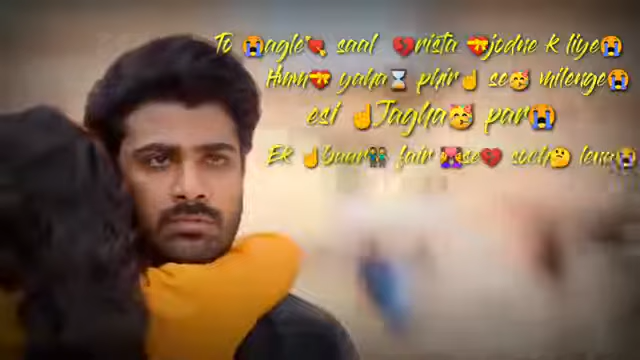 To 😭agle💘 saal 💔rista 💝jodne k liye😭
Hum💝 yaha⌛ phir☝ se🥳 milenge😭
esi ☝Jagha🥳 par😭
Ek ☝baar👬 fair 👩‍❤️‍👨se💔 soch🤔 lena😭